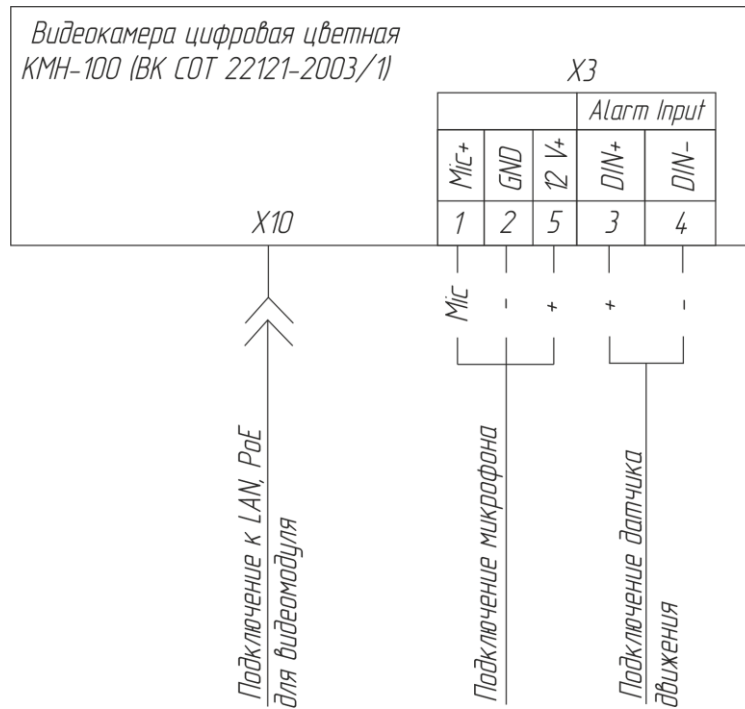 Видеокамера цифровая цветная
КМН-100 (ВК СОТ 22121-2003/1)
X3
Alarm Input
Mic+
GND
12 V+
DIN+
DIN-
X10
1
2
5
3
4
Mic
-
+
+
-
Подключение к LAN, PoE
для видеомодуля
Подключение микрофона
Подключение датчика
движения